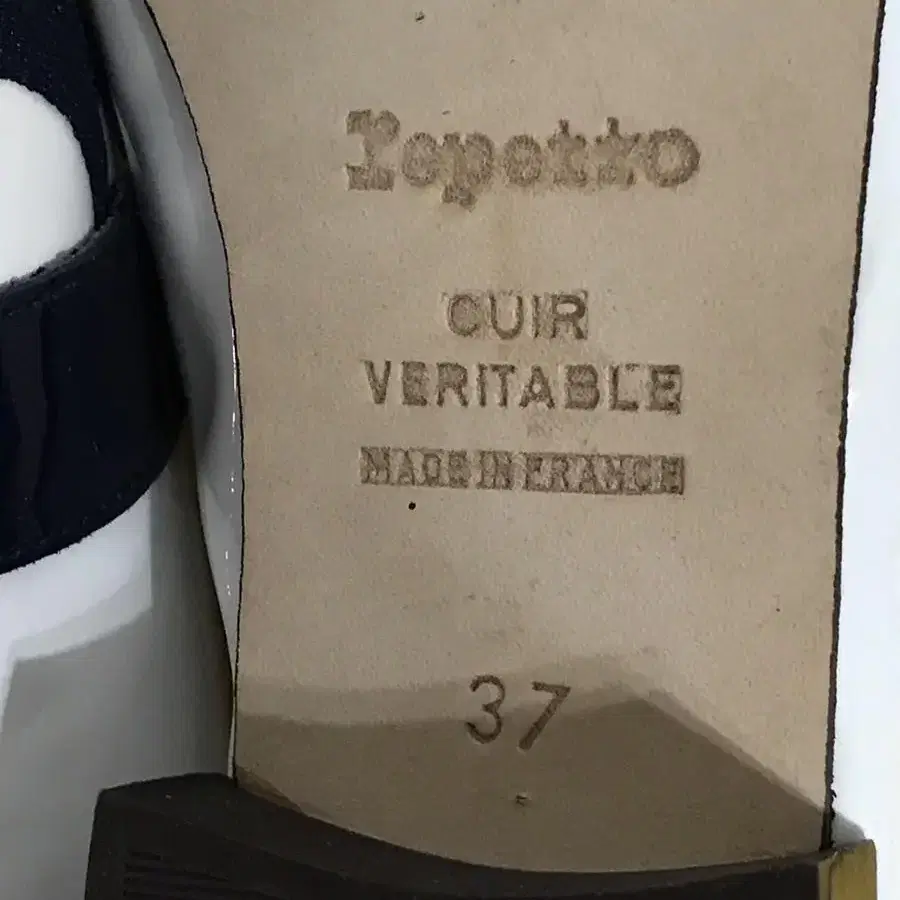 repetto
CUIR
VERITABLE
MADE IN FRANCE
37